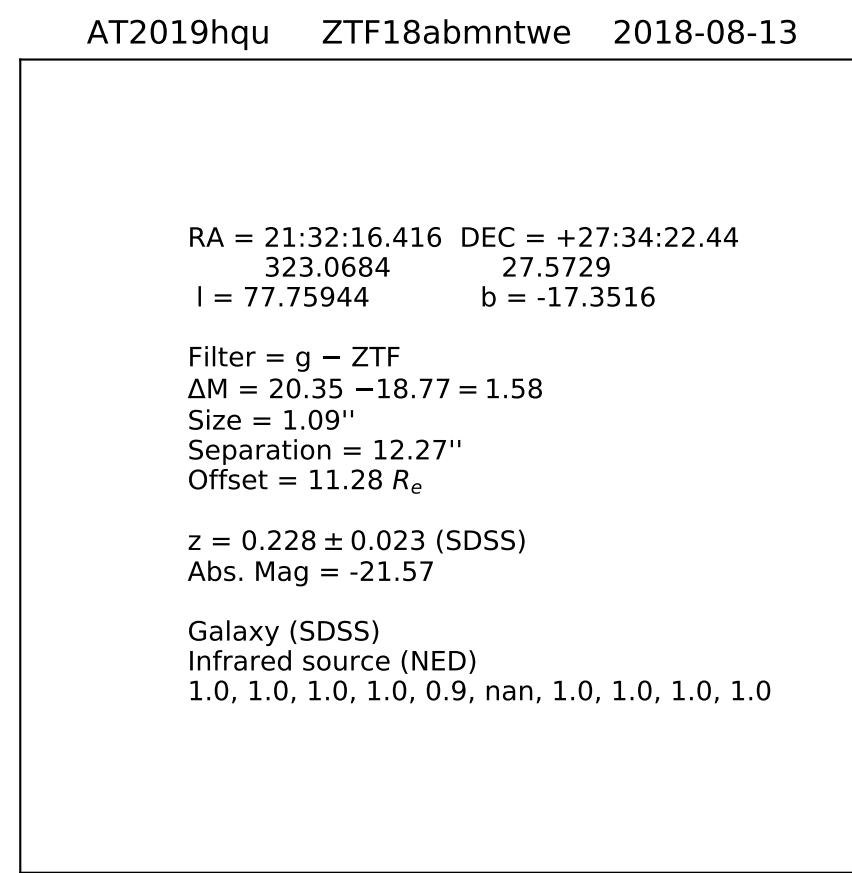 AT2019hqu ZTF18abmntwe 2018-08-13
RA = 21:32:16.416 DEC = +27:34:22.44
323.0684 27.5729
l = 77.75944 b = -17.3516
Filter = g − ZTF
ΔM = 20.35 −18.77 = 1.58
Size = 1.09''
Separation = 12.27''
Offset = 11.28 Rₑ
z = 0.228 ± 0.023 (SDSS)
Abs. Mag = -21.57
Galaxy (SDSS)
Infrared source (NED)
1.0, 1.0, 1.0, 1.0, 0.9, nan, 1.0, 1.0, 1.0, 1.0